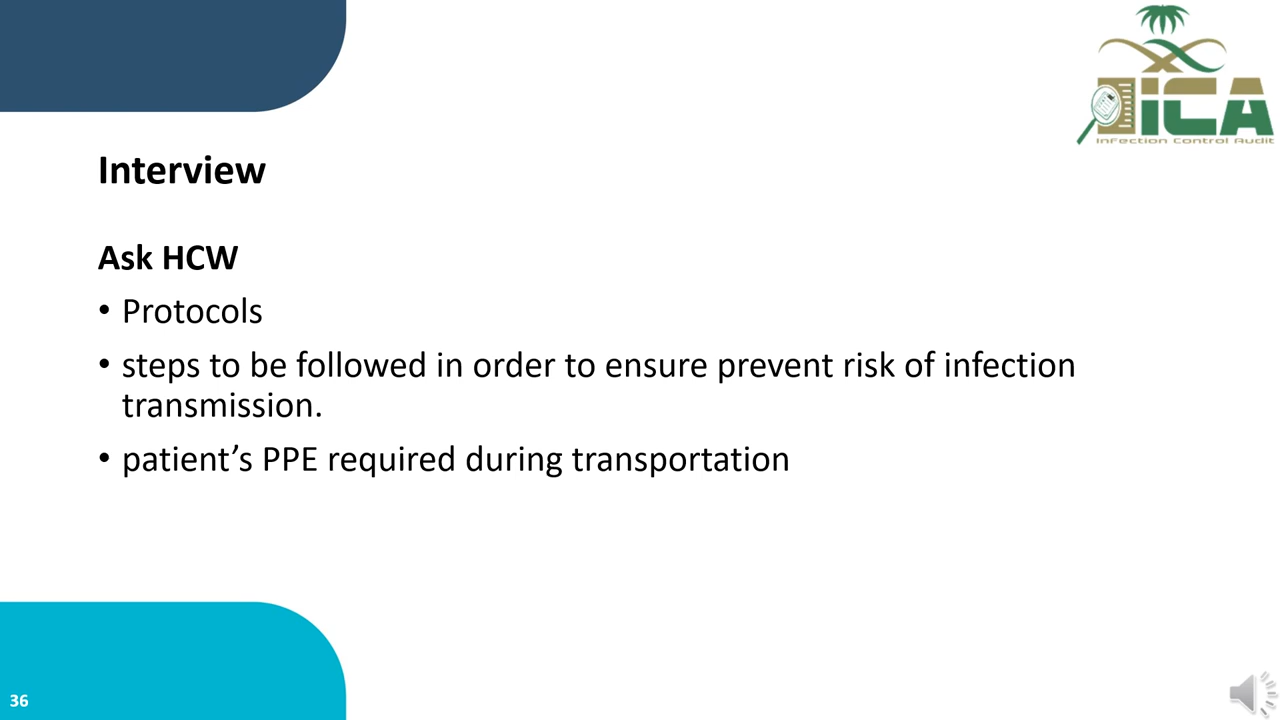 iCA
Infection Control Audit
Interview
Ask HCW
• Protocols
• steps to be followed in order to ensure prevent risk of infection
transmission.
• patient’s PPE required during transportation
36